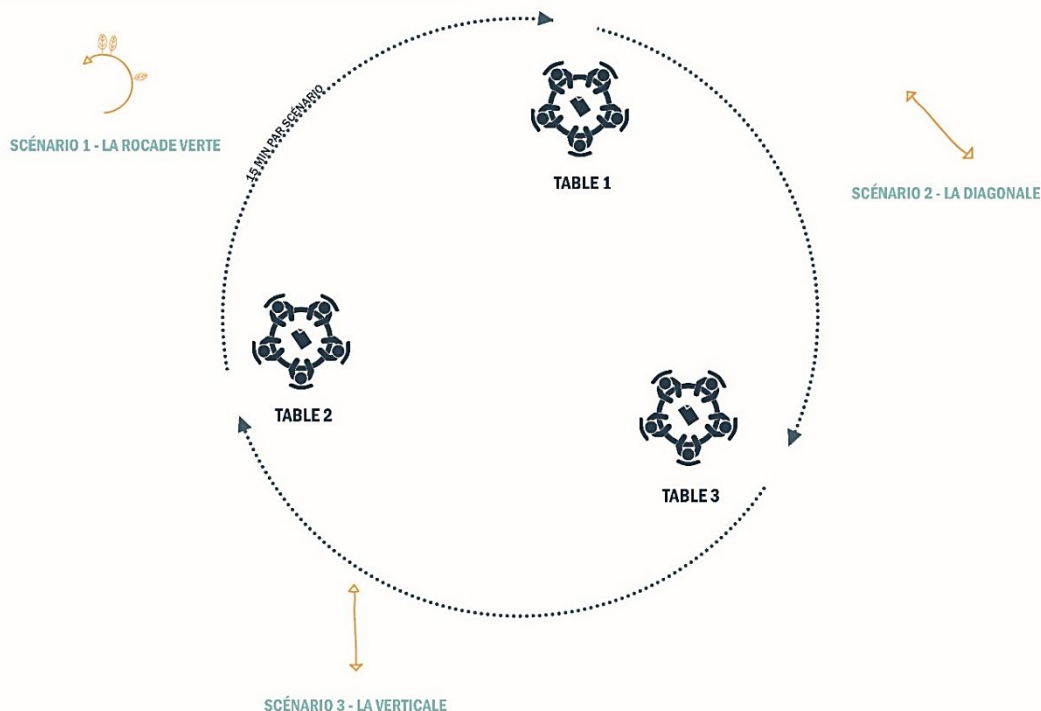 15 MIN PAR SCÉNARIO
SCÉNARIO 1 - LA ROCADE VERTE
TABLE 1
SCÉNARIO 2 - LA DIAGONALE
TABLE 2
TABLE 3
SCÉNARIO 3 - LA VERTICALE